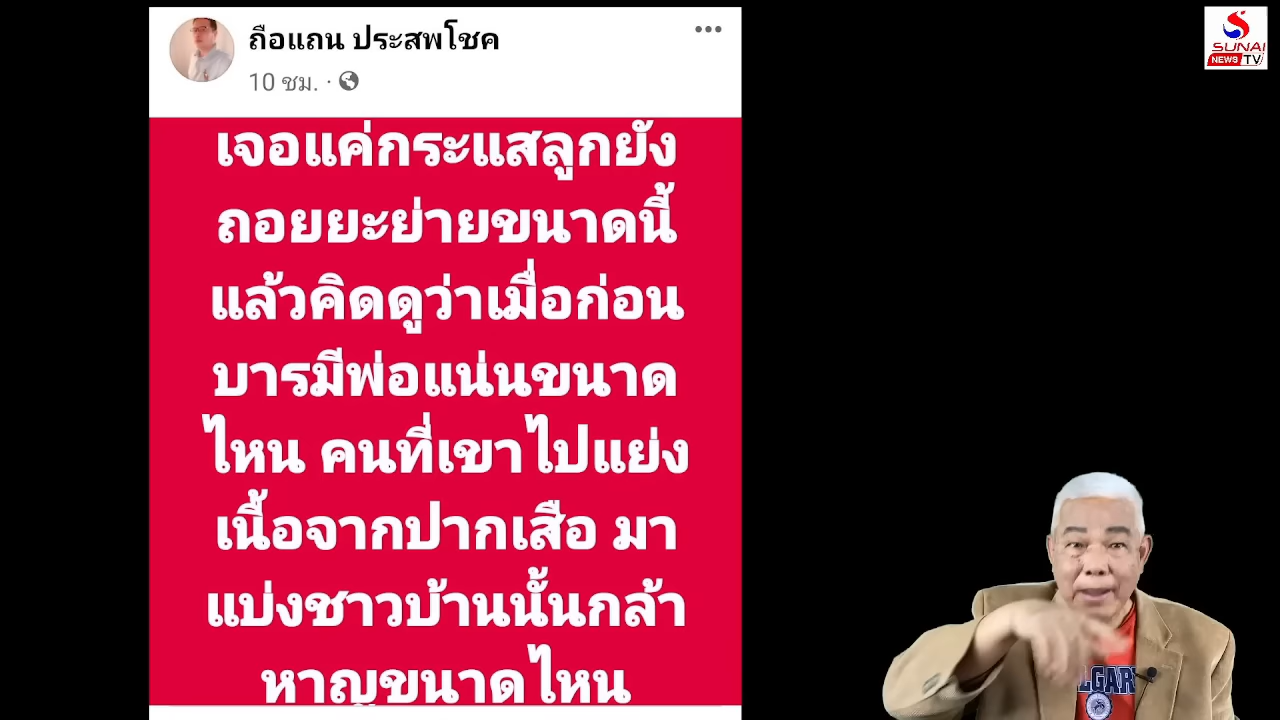 ถือแถน ประสพโชค
10 ชม. ·
เจอแค่กระแสลูกยัง
ถอยยะย่ายขนาดนี้
แล้วคิดดูว่าเมื่อก่อน
บารมีพ่อแน่นขนาด
ไหน คนที่เขาไปแย่ง
เนื้อจากปากเสือ มา
แบ่งชาวบ้านนั้นกล้า
หาญขนาดไหน
SUNAI
NEWS TV
LGAR